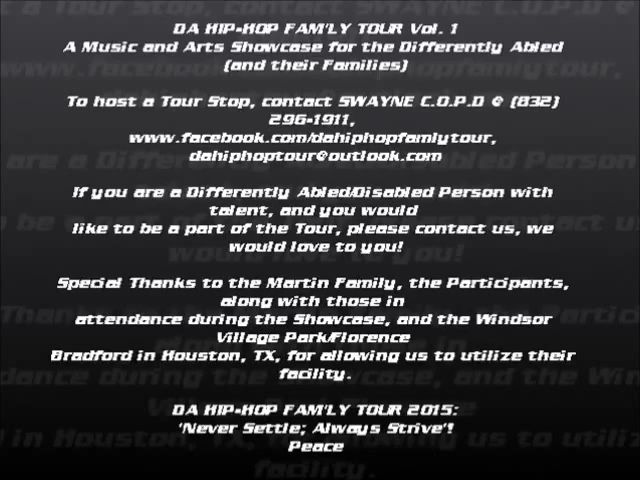 DA HIP-HOP FAM'LY TOUR Vol. 1
A Music and Arts Showcase for the Differently Abled
(and their Families)
To host a Tour Stop, contact SWAYNE C.O.P.D @ (832)
296-1911,
www.facebook.com/dahiphopfamlytour,
dahiphoptour@outlook.com
If you are a Differently Abled/Disabled Person with
talent, and you would
like to be a part of the Tour, please contact us, we
would love to you!
Special Thanks to the Martin Family, the Participants,
along with those in
attendance during the Showcase, and the Windsor
Village Park/Florence
Bradford in Houston, TX, for allowing us to utilize their
facility.
DA HIP-HOP FAM'LY TOUR 2015:
'Never Settle; Always Strive'!
Peace